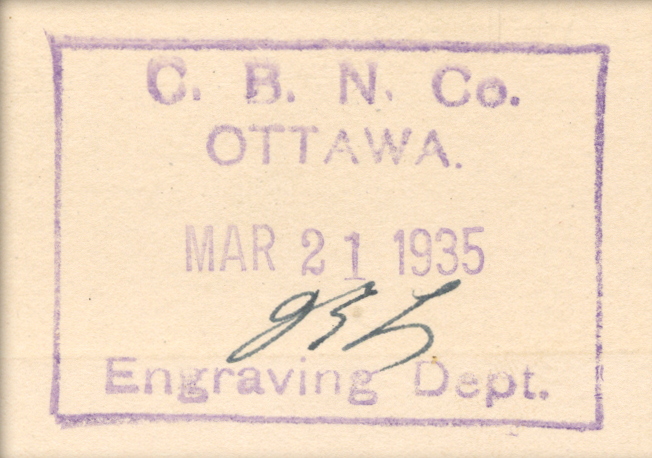 C. B. N. Co.
OTTAWA.
MAR 21 1935
Engraving Dept.